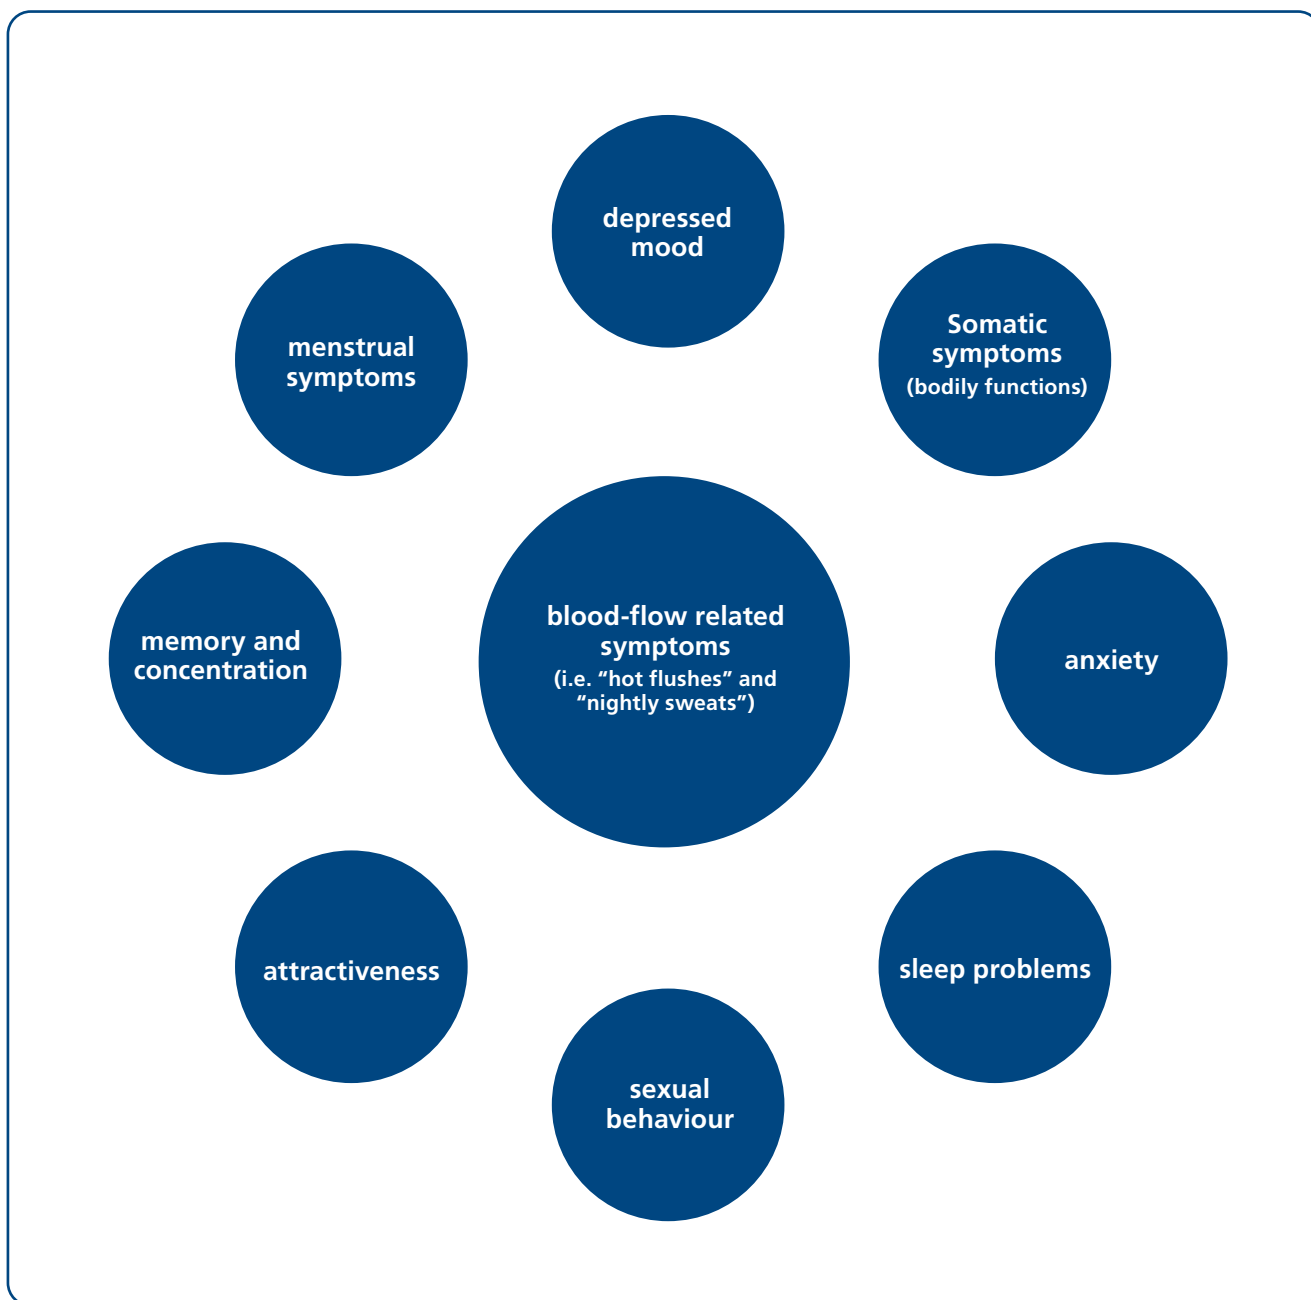 depressed
mood
Somatic
symptoms
(bodily functions)
menstrual
symptoms
blood-flow related
symptoms
(i.e. “hot flushes” and
“nightly sweats”)
memory and
concentration
anxiety
attractiveness
sleep problems
sexual
behaviour